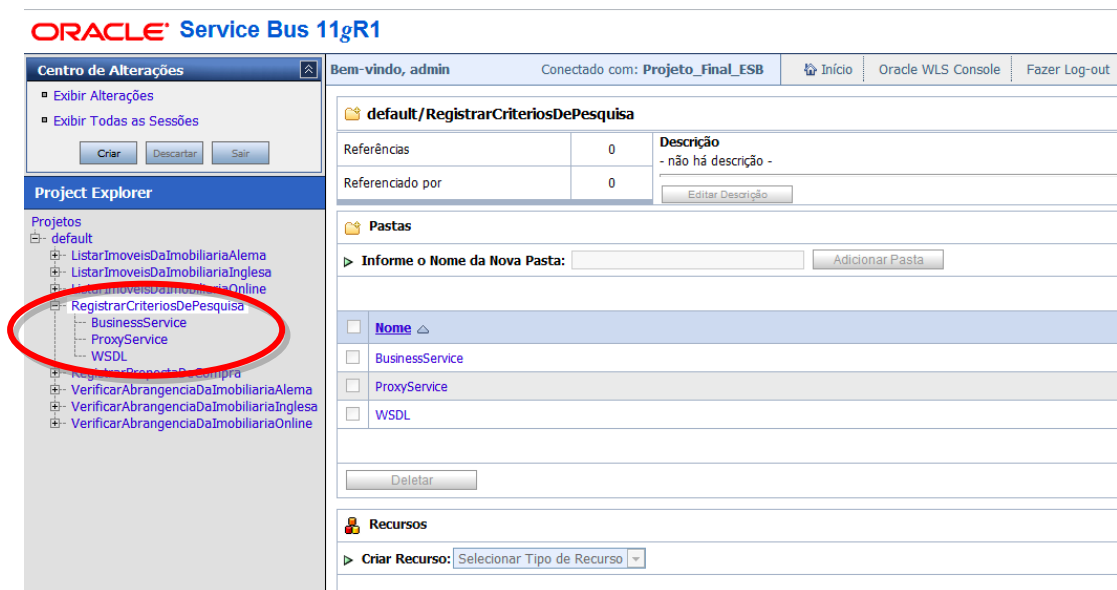 ORACLE Service Bus 11gR1
Centro de Alterações
Exibir Alterações
Exibir Todas as Sessões
Criar Descartar Sair
Project Explorer
Projetos
default
ListarImoveisDaImobiliariaAlema
ListarImoveisDaImobiliariaInglesa
ListarImoveisDaImobiliariaOnline
RegistrarCriteriosDePesquisa
BusinessService
ProxyService
WSDL
RegistrarPropostaDeCompra
VerificarAbrangenciaDaImobiliariaAlema
VerificarAbrangenciaDaImobiliariaInglesa
VerificarAbrangenciaDaImobiliariaOnline
Bem-vindo, admin Conectado com: Projeto_Final_ESB Início Oracle WLS Console Fazer Log-out
default/RegistrarCriteriosDePesquisa
Referências 0
Referenciado por 0
Descrição
- não há descrição -
Editar Descrição
Pastas
Informe o Nome da Nova Pasta: Adicionar Pasta
Nome
BusinessService
ProxyService
WSDL
Deletar
Recursos
Criar Recurso: Selecionar Tipo de Recurso